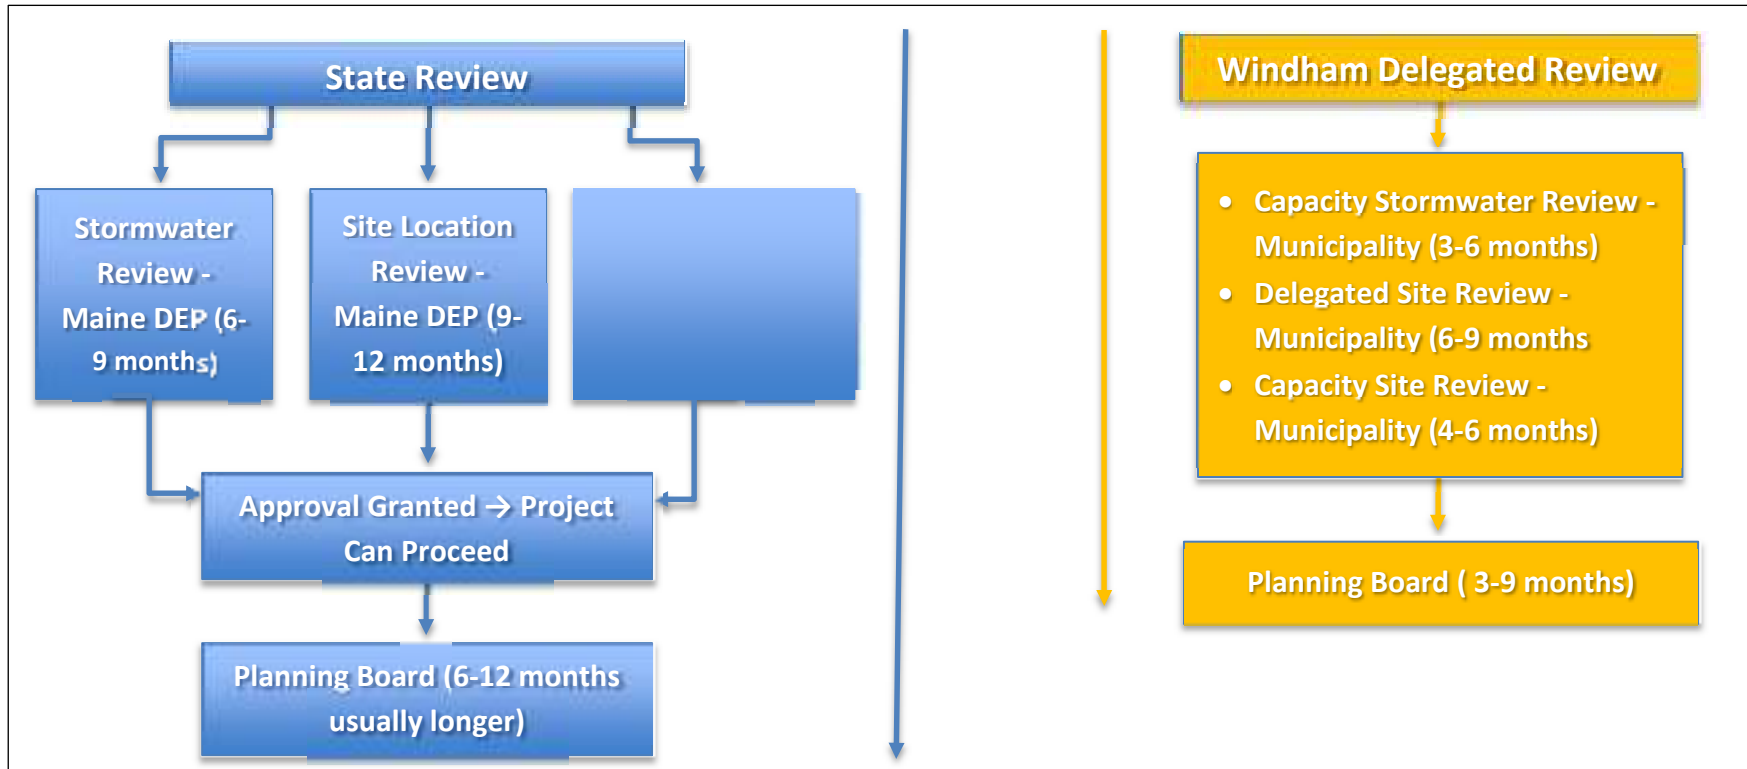 State Review
Stormwater
Review -
Maine DEP (6-
9 months)
Site Location
Review -
Maine DEP (9-
12 months)
Approval Granted → Project
Can Proceed
Planning Board (6-12 months
usually longer)
Windham Delegated Review
• Capacity Stormwater Review -
Municipality (3-6 months)
• Delegated Site Review -
Municipality (6-9 months
• Capacity Site Review -
Municipality (4-6 months)
Planning Board ( 3-9 months)